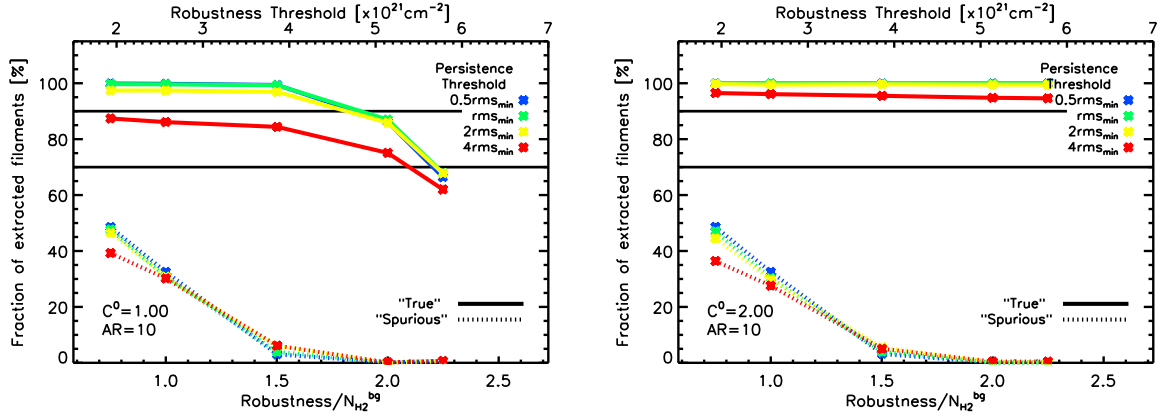 Robustness Threshold [x10²¹cm⁻²]
2 3 4 5 6 7
Fraction of extracted filaments [%]
100
80
60
40
20
0
Persistence
Threshold
0.5rms_min
rms_min
2rms_min
4rms_min
C⁰=1.00
AR=10
"True"
"Spurious"
1.0 1.5 2.0 2.5
Robustness/N_H2^bg
Robustness Threshold [x10²¹cm⁻²]
2 3 4 5 6 7
Fraction of extracted filaments [%]
100
80
60
40
20
0
Persistence
Threshold
0.5rms_min
rms_min
2rms_min
4rms_min
C⁰=2.00
AR=10
"True"
"Spurious"
1.0 1.5 2.0 2.5
Robustness/N_H2^bg